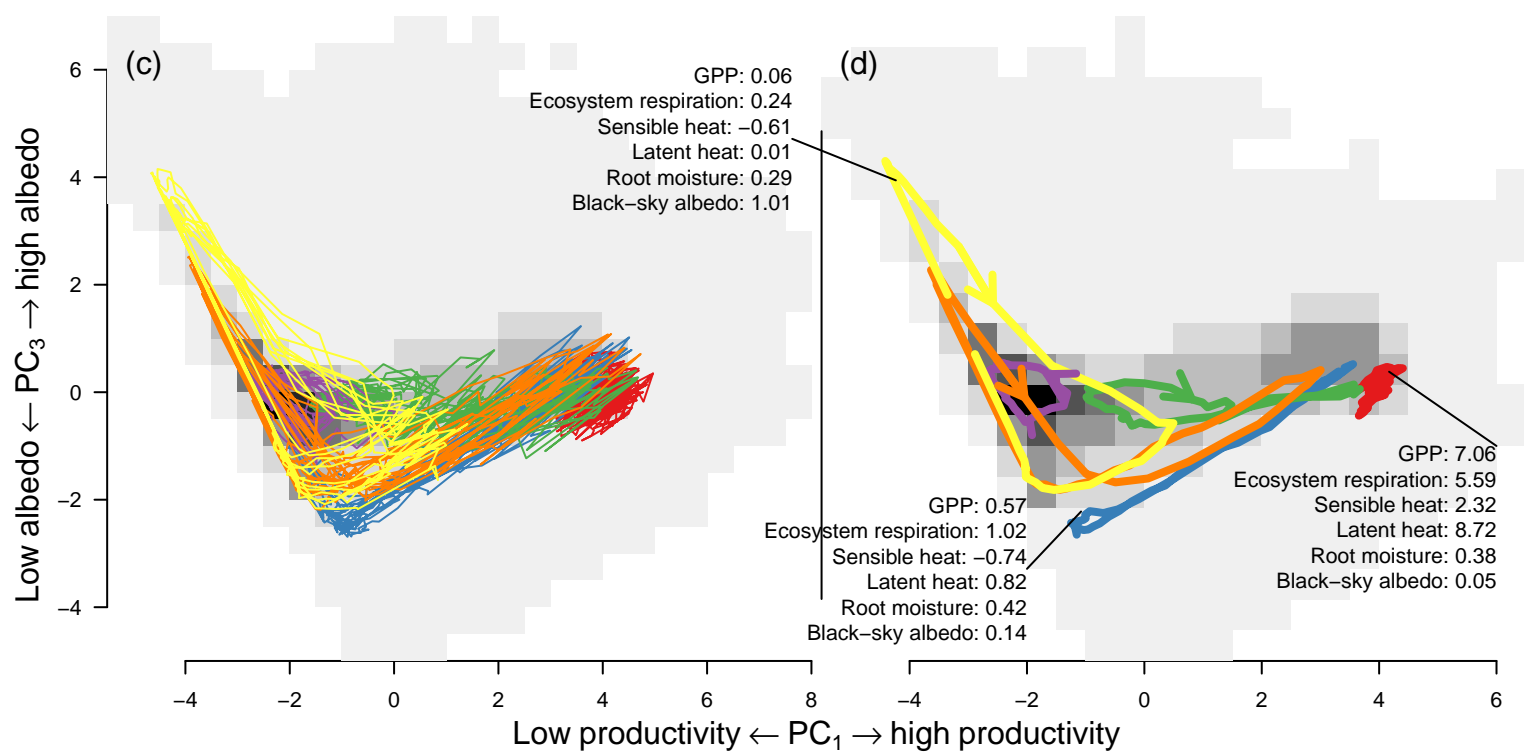 (c)
GPP: 0.06
Ecosystem respiration: 0.24
Sensible heat: −0.61
Latent heat: 0.01
Root moisture: 0.29
Black−sky albedo: 1.01
(d)
GPP: 7.06
Ecosystem respiration: 5.59
Sensible heat: 2.32
Latent heat: 8.72
Root moisture: 0.38
Black−sky albedo: 0.05
GPP: 0.57
Ecosystem respiration: 1.02
Sensible heat: −0.74
Latent heat: 0.82
Root moisture: 0.42
Black−sky albedo: 0.14
6
4
2
0
−2
−4
Low albedo ← PC₃ → high albedo
−4 −2 0 2 4 6 8
−4 −2 0 2 4 6
Low productivity ← PC₁ → high productivity